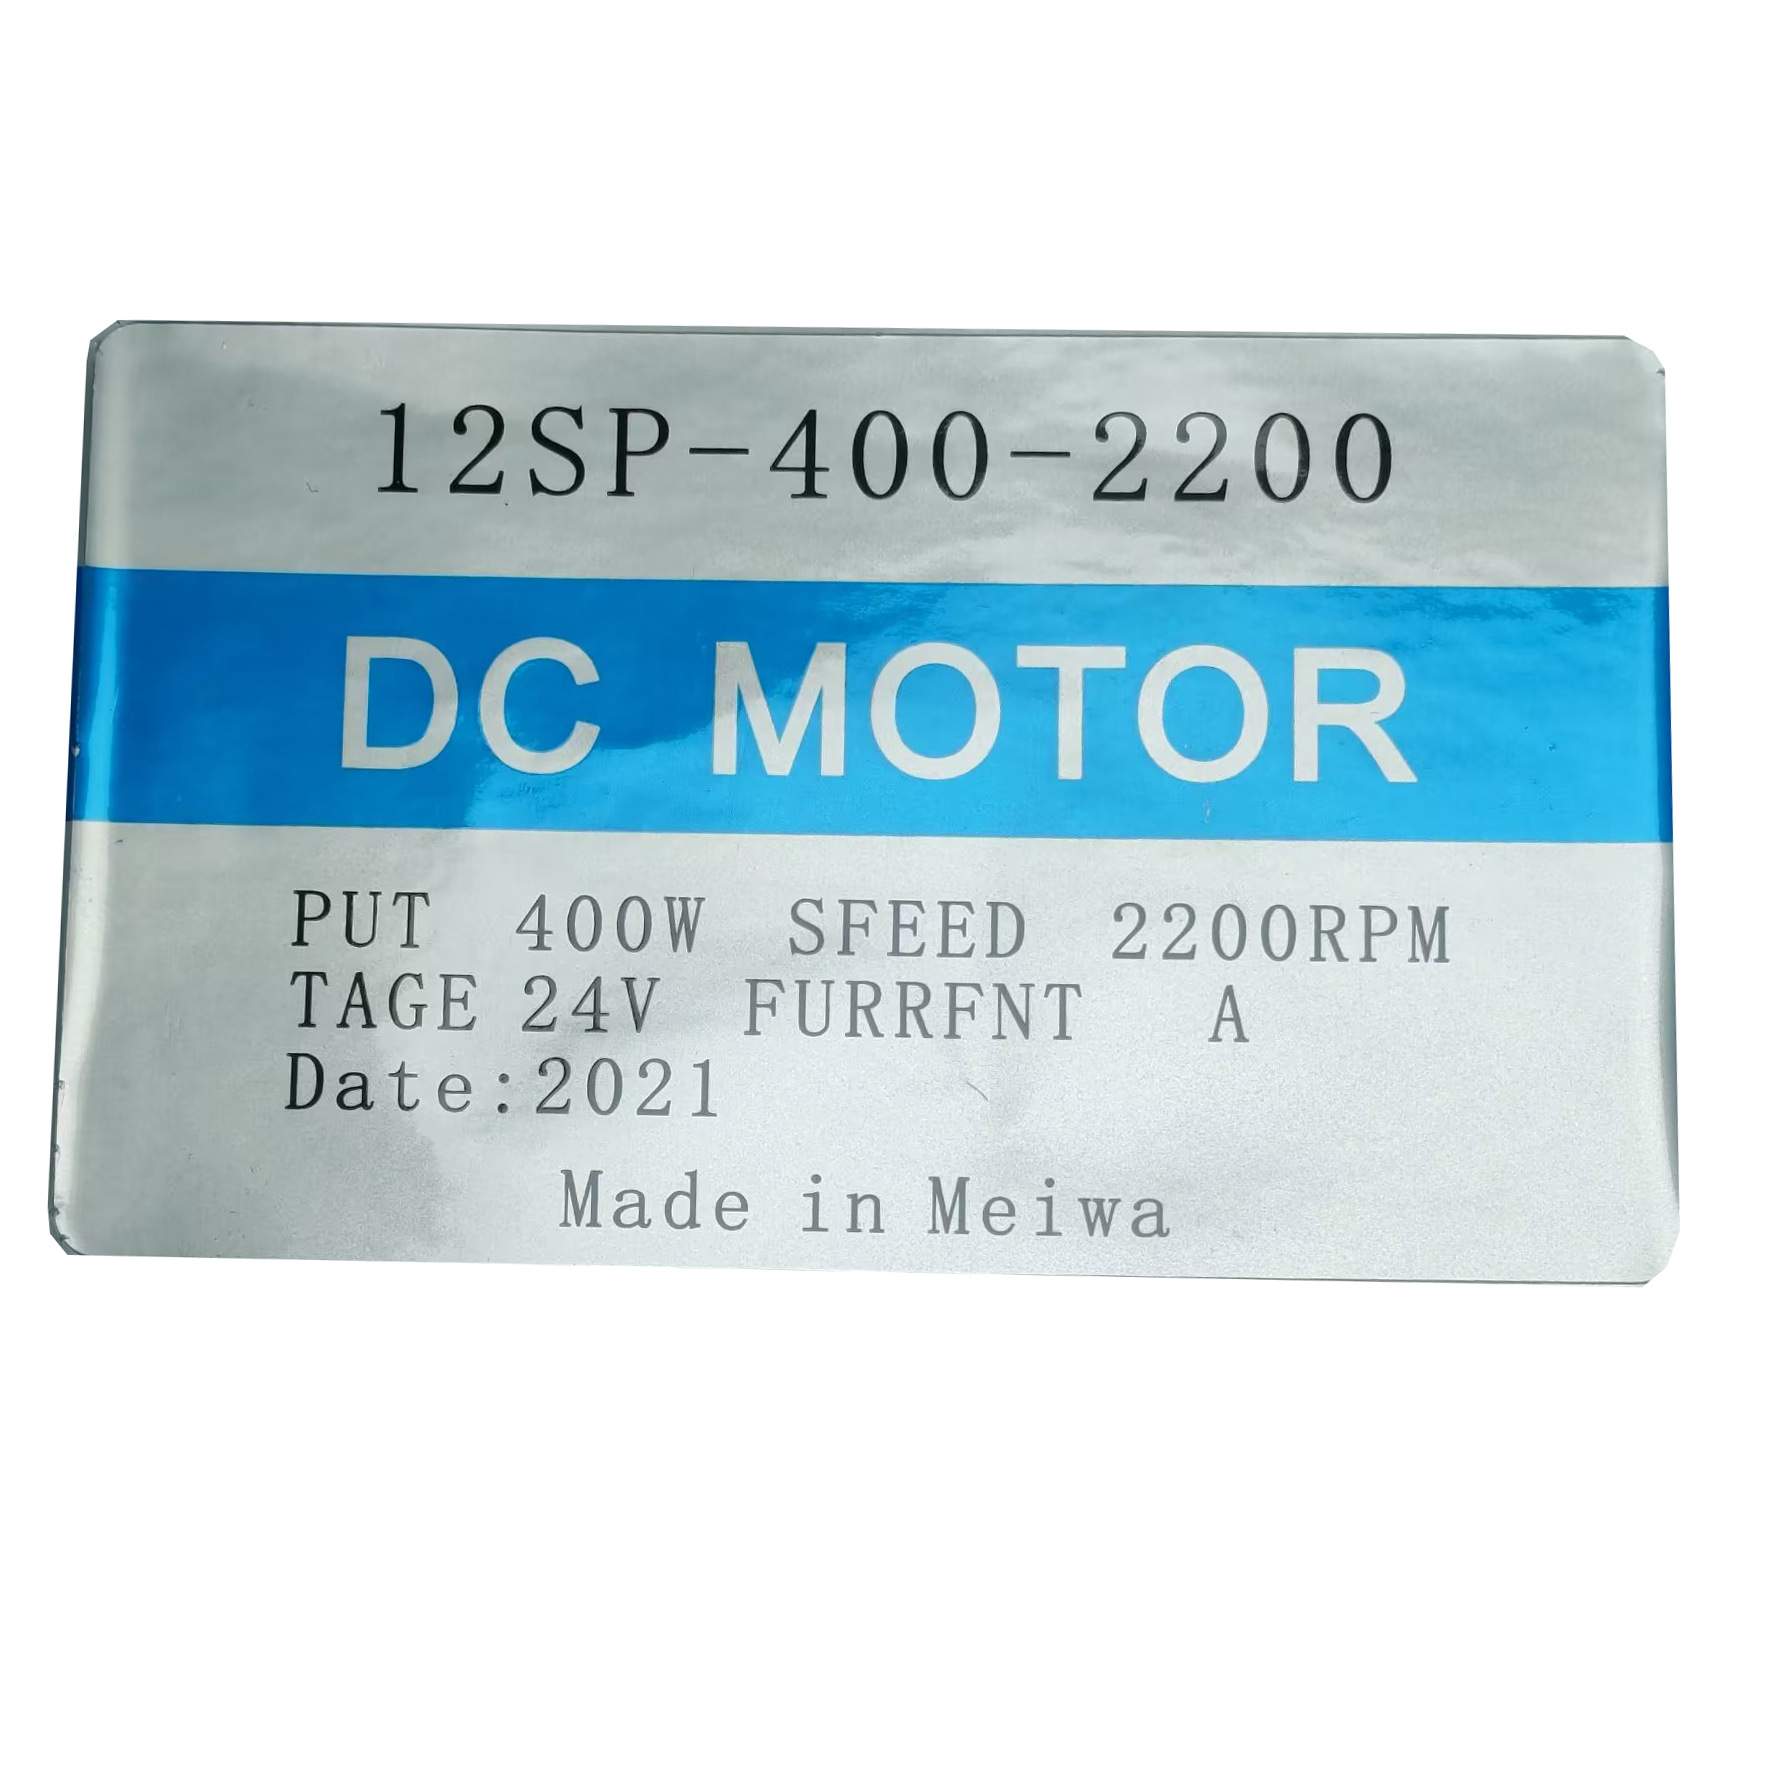 12SP-400-2200
DC MOTOR
PUT 400W SFEED 2200RPM
TAGE 24V FURRFNT A
Date:2021
Made in Meiwa